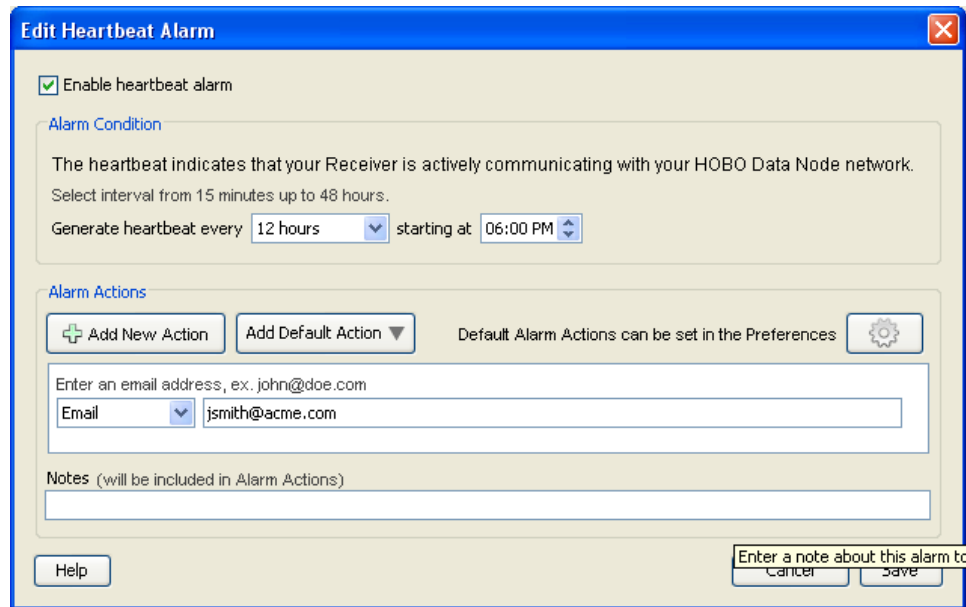 Edit Heartbeat Alarm
Enable heartbeat alarm
Alarm Condition
The heartbeat indicates that your Receiver is actively communicating with your HOBO Data Node network.
Select interval from 15 minutes up to 48 hours.
Generate heartbeat every 12 hours starting at 06:00 PM
Alarm Actions
Add New Action Add Default Action Default Alarm Actions can be set in the Preferences
Enter an email address, ex. john@doe.com
Email jsmith@acme.com
Notes (will be included in Alarm Actions)
Enter a note about this alarm to
Help Cancel Save